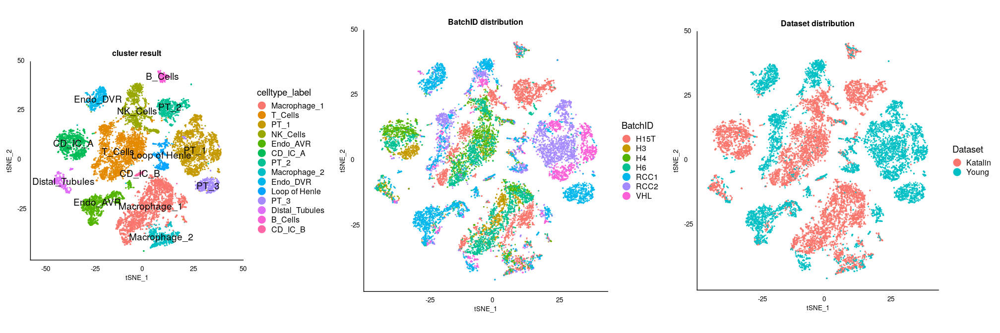 cluster result
50
25
0
-25
-50
-25
0
25
50
tSNE_1
tSNE_2
B_Cells
Endo_DVR
NK_Cells
PT_2
CD_IC_A
T_Cells
Loop of Henle
PT_1
CD_IC_B
Distal_Tubules
PT_3
Endo_AVR
Macrophage_1
Macrophage_2
celltype_label
Macrophage_1
T_Cells
PT_1
NK_Cells
Endo_AVR
CD_IC_A
PT_2
Macrophage_2
Endo_DVR
Loop of Henle
PT_3
Distal_Tubules
B_Cells
CD_IC_B
BatchID distribution
50
25
0
-25
-25
0
25
tSNE_1
tSNE_2
BatchID
H15T
H3
H4
H6
RCC1
RCC2
VHL
Dataset distribution
50
25
0
-25
-25
0
25
tSNE_1
tSNE_2
Dataset
Katalin
Young